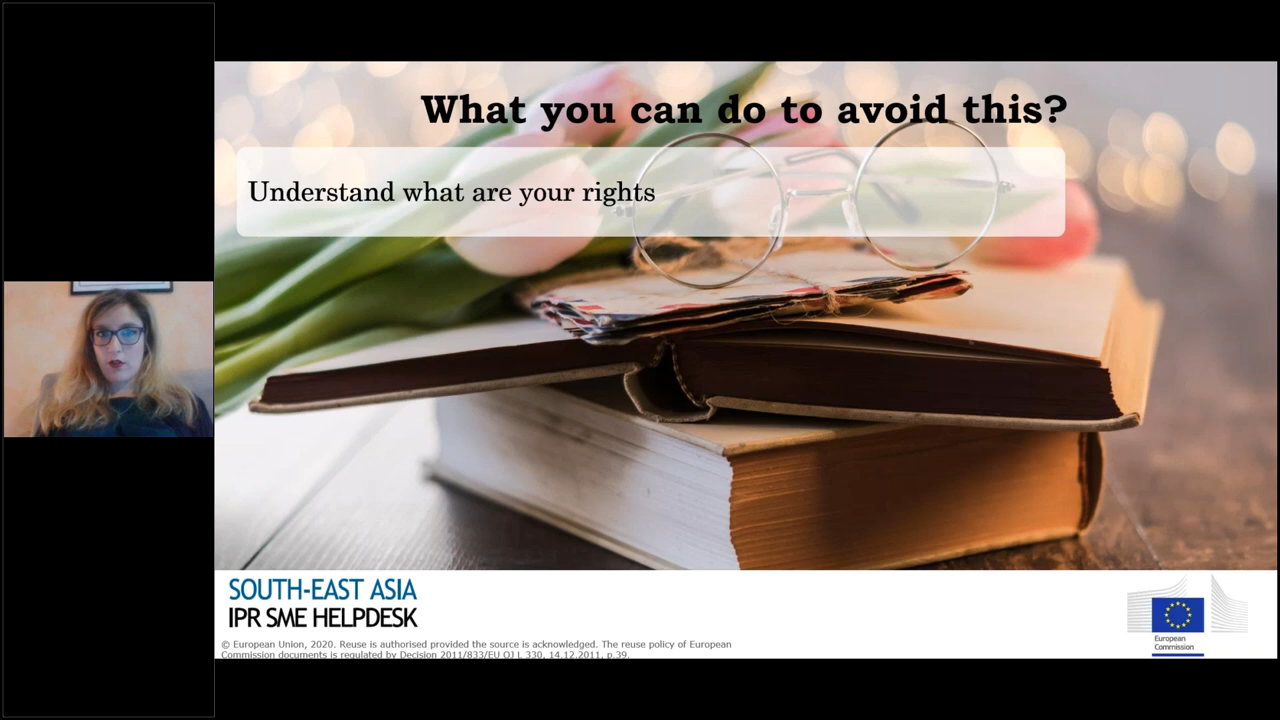 What you can do to avoid this?
Understand what are your rights
SOUTH-EAST ASIA
IPR SME HELPDESK
© European Union, 2020. Reuse is authorised provided the source is acknowledged. The reuse policy of European
Commission documents is regulated by Decision 2011/833/EU OJ L 330, 14.12.2011, p.39.
European
Commission